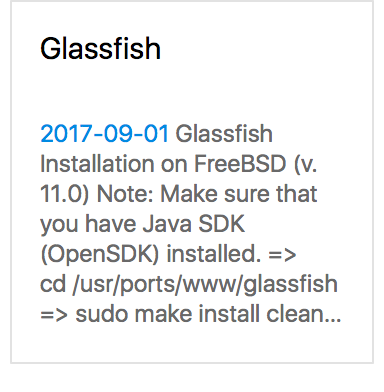 Glassfish
2017-09-01 Glassfish
Installation on FreeBSD (v.
11.0) Note: Make sure that
you have Java SDK
(OpenSDK) installed. =>
cd /usr/ports/www/glassfish
=> sudo make install clean...